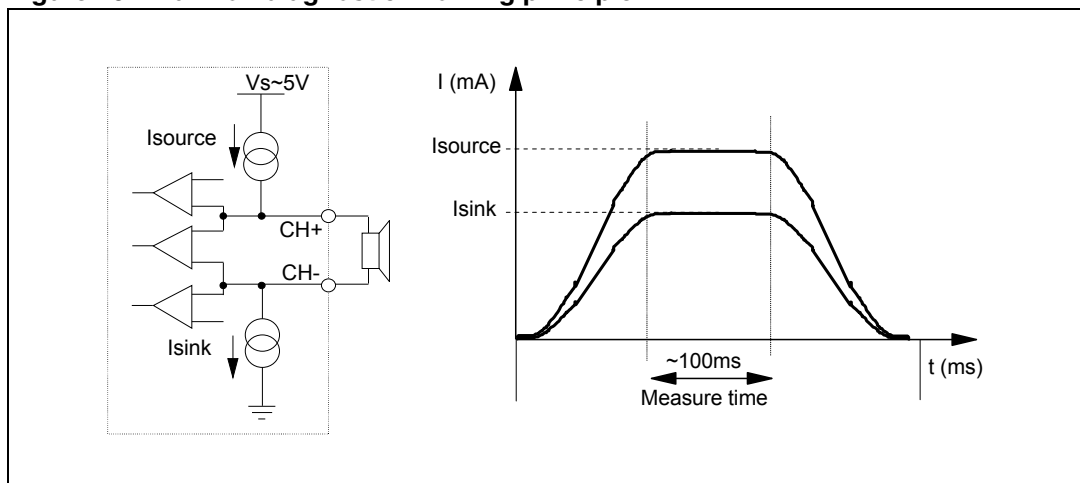 Vs~5V
Isource
CH+
CH-
Isink
I (mA)
Isource
Isink
~100ms
Measure time
t (ms)